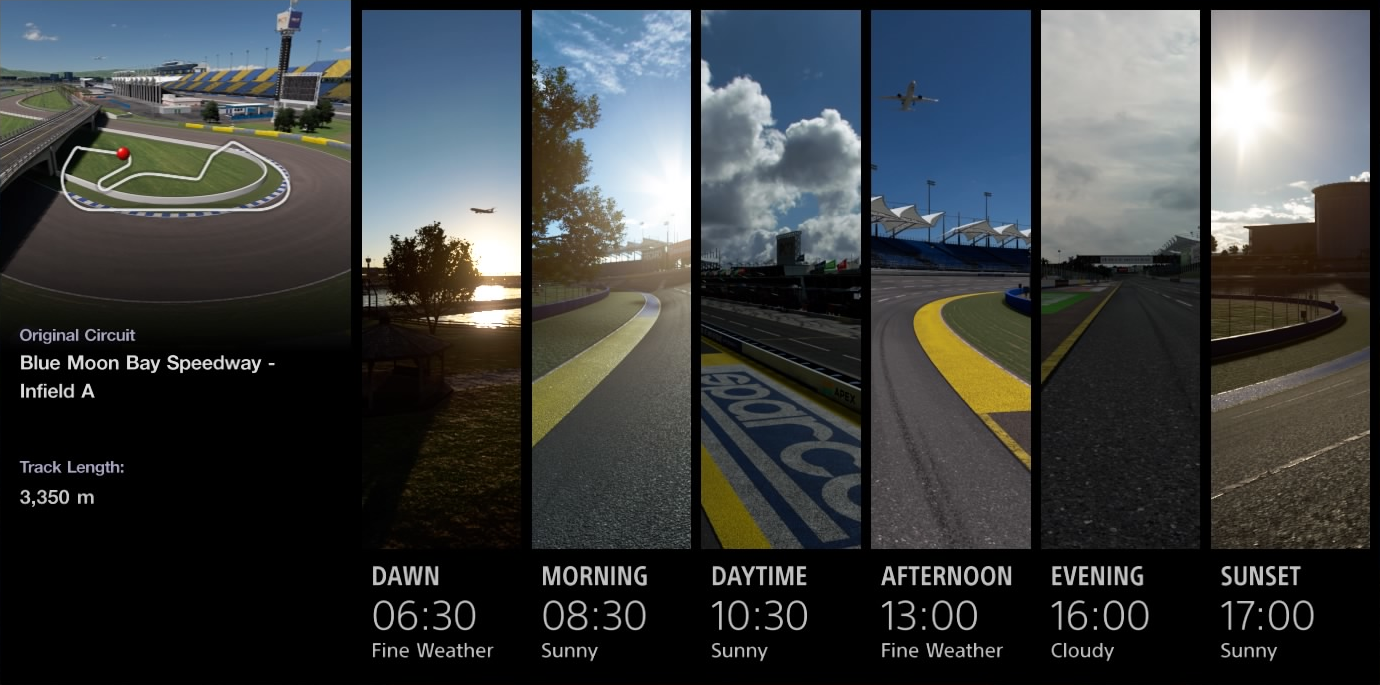 Original Circuit
Blue Moon Bay Speedway -
Infield A
Track Length:
3,350 m
sparco
APEX
DAWN
06:30
Fine Weather
MORNING
08:30
Sunny
DAYTIME
10:30
Sunny
AFTERNOON
13:00
Fine Weather
EVENING
16:00
Cloudy
SUNSET
17:00
Sunny